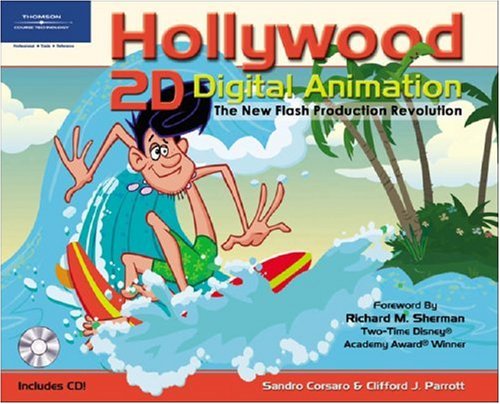 THOMSON
COURSE TECHNOLOGY
Professional ■ Trade ■ Reference
Hollywood
2D Digital Animation
The New Flash Production Revolution
Foreword By
Richard M. Sherman
Two-Time Disney®
Academy Award® Winner
Includes CD!
Sandro Corsaro & Clifford J. Parrott